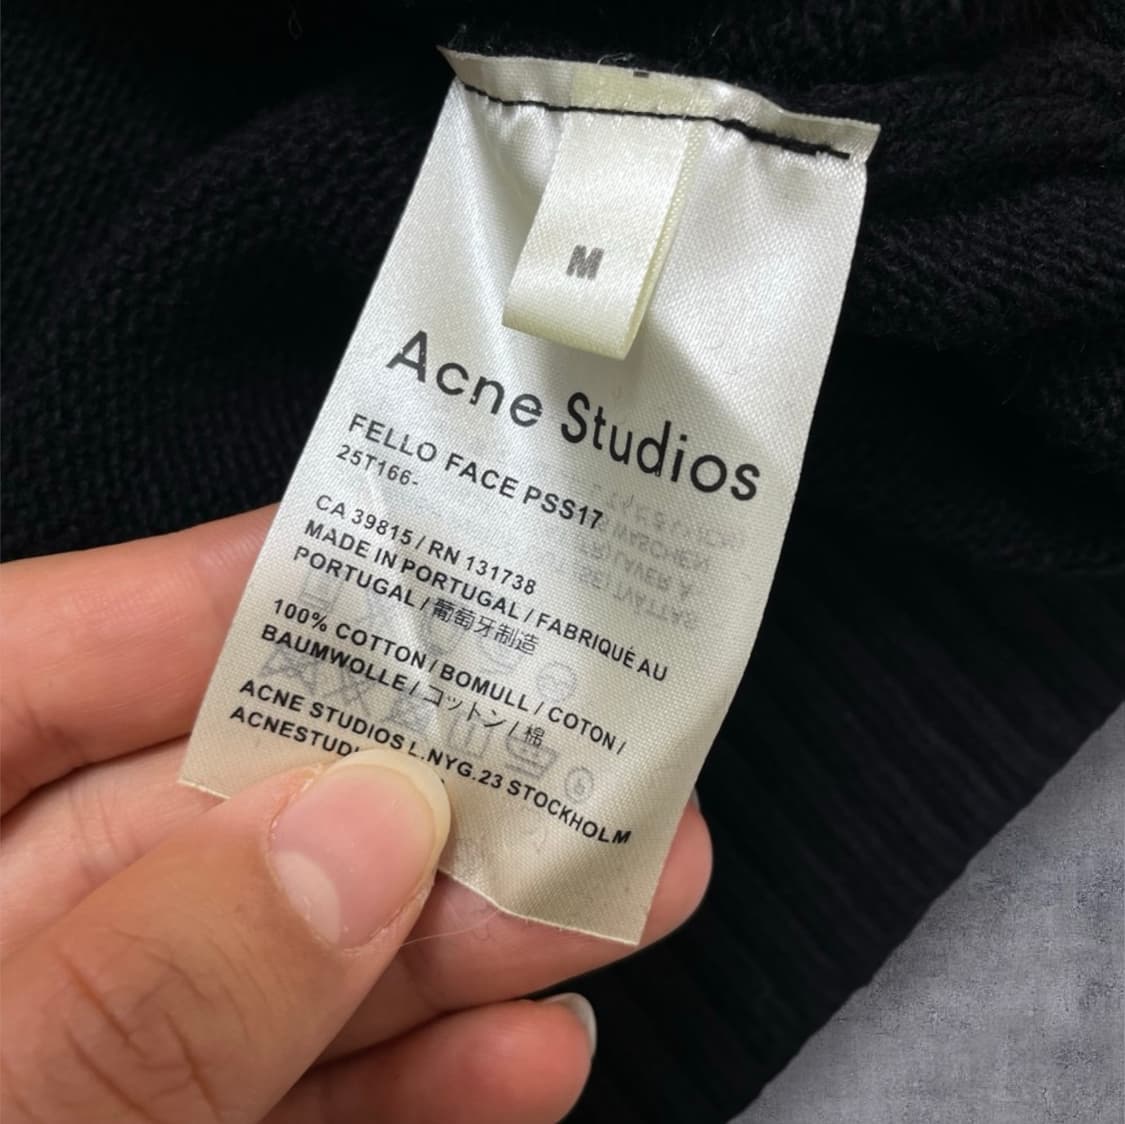 M
Acne Studios
FELLO FACE PSS17
25T166-
CA 39815 / RN 131738
MADE IN PORTUGAL / FABRIQUÉ AU
PORTUGAL / 葡萄牙制造
100% COTTON / BOMULL / COTON /
BAUMWOLLE / コットン / 棉
ACNE STUDIOS L.NYG.23 STOCKHOLM